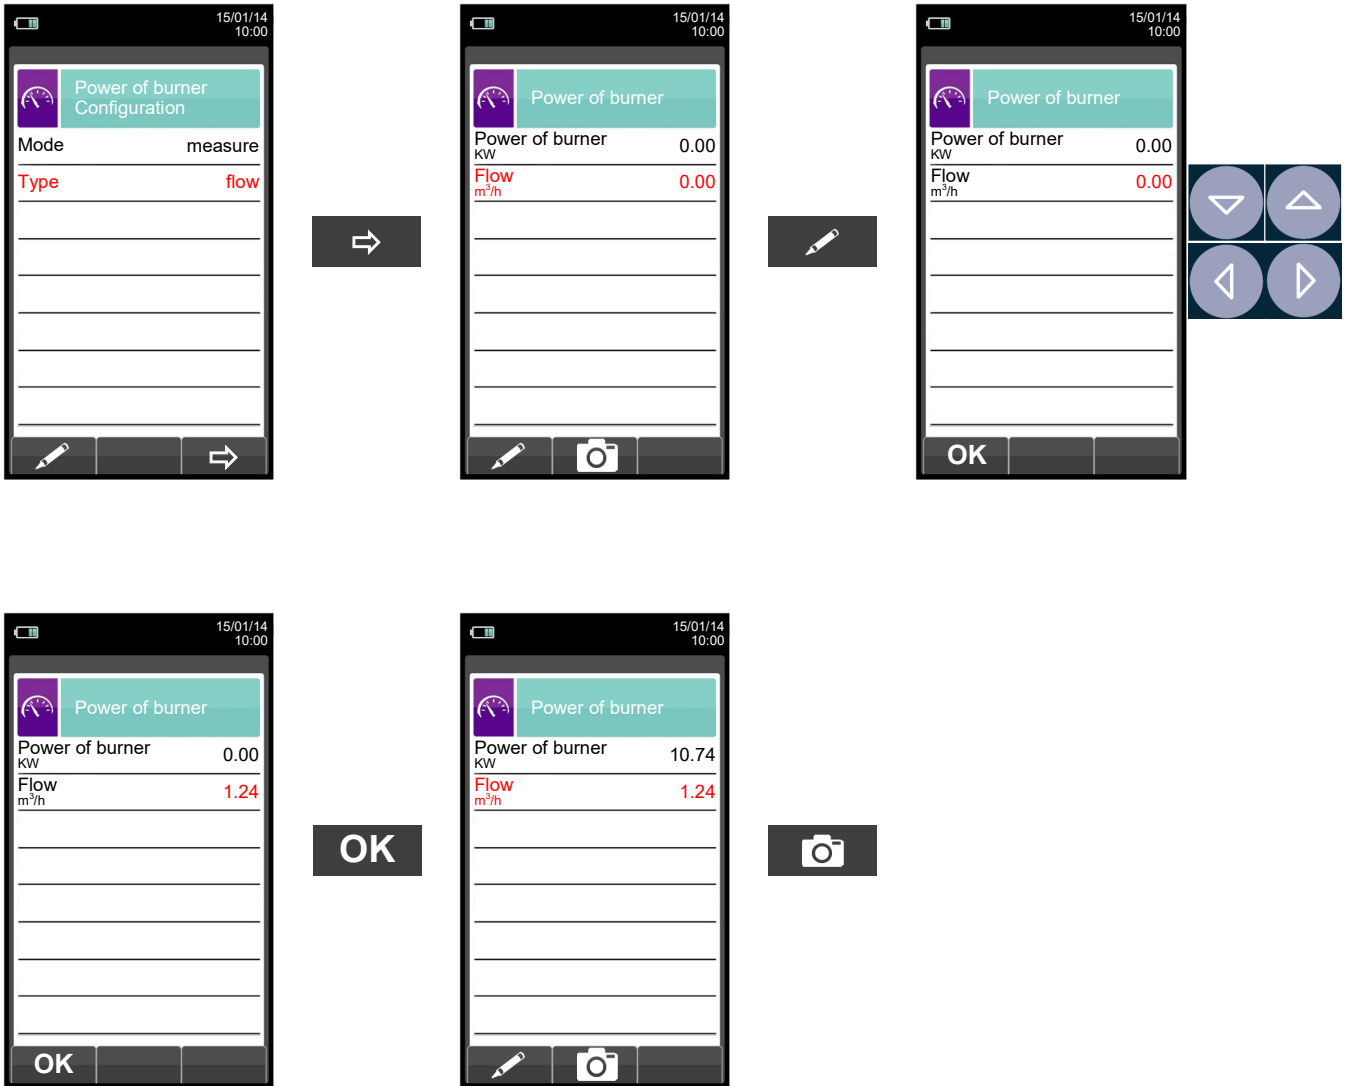 15/01/14
10:00
Power of burner
Configuration
Mode measure
Type flow
15/01/14
10:00
Power of burner
Power of burner 0.00
KW
Flow 0.00
m³/h
15/01/14
10:00
Power of burner
Power of burner 0.00
KW
Flow 0.00
m³/h
OK
15/01/14
10:00
Power of burner
Power of burner 0.00
KW
Flow 1.24
m³/h
OK
OK
15/01/14
10:00
Power of burner
Power of burner 10.74
KW
Flow 1.24
m³/h